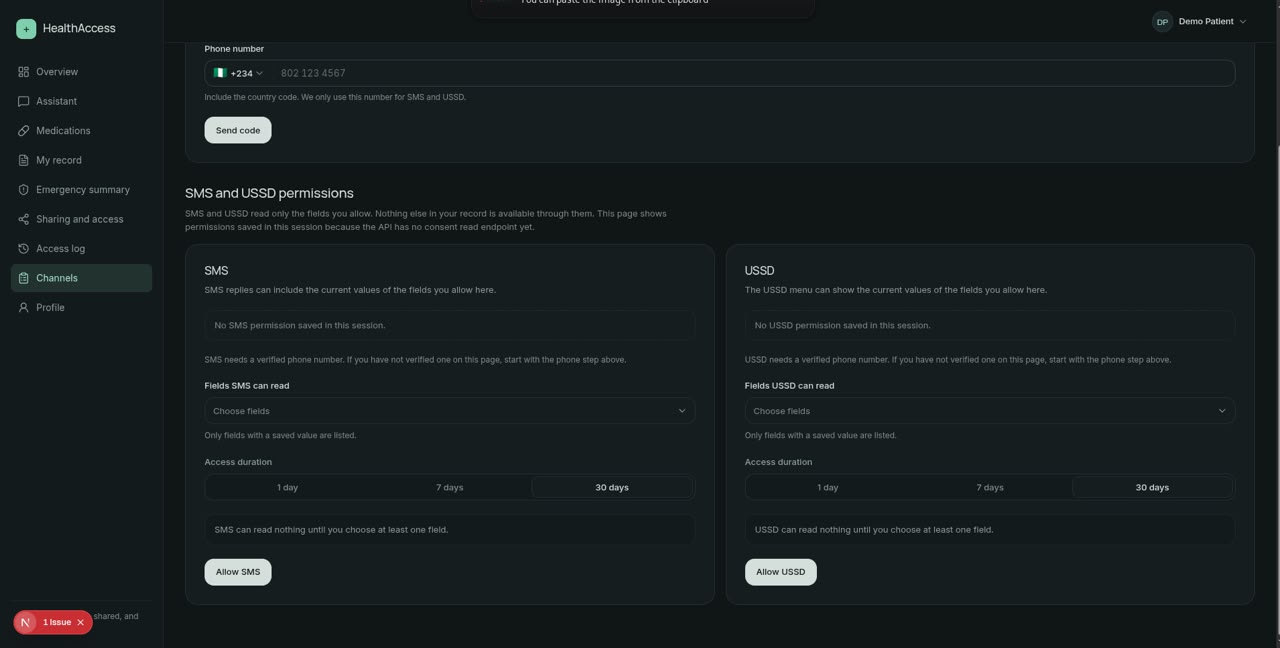 You can paste the image from the clipboard
HealthAccess
DP Demo Patient
Overview
Assistant
Medications
My record
Emergency summary
Sharing and access
Access log
Channels
Profile
shared, and
N 1 Issue
Phone number
+234 802 123 4567
Include the country code. We only use this number for SMS and USSD.
Send code
SMS and USSD permissions
SMS and USSD read only the fields you allow. Nothing else in your record is available through them. This page shows
permissions saved in this session because the API has no consent read endpoint yet.
SMS
SMS replies can include the current values of the fields you allow here.
No SMS permission saved in this session.
SMS needs a verified phone number. If you have not verified one on this page, start with the phone step above.
Fields SMS can read
Choose fields
Only fields with a saved value are listed.
Access duration
1 day 7 days 30 days
SMS can read nothing until you choose at least one field.
Allow SMS
USSD
The USSD menu can show the current values of the fields you allow here.
No USSD permission saved in this session.
USSD needs a verified phone number. If you have not verified one on this page, start with the phone step above.
Fields USSD can read
Choose fields
Only fields with a saved value are listed.
Access duration
1 day 7 days 30 days
USSD can read nothing until you choose at least one field.
Allow USSD